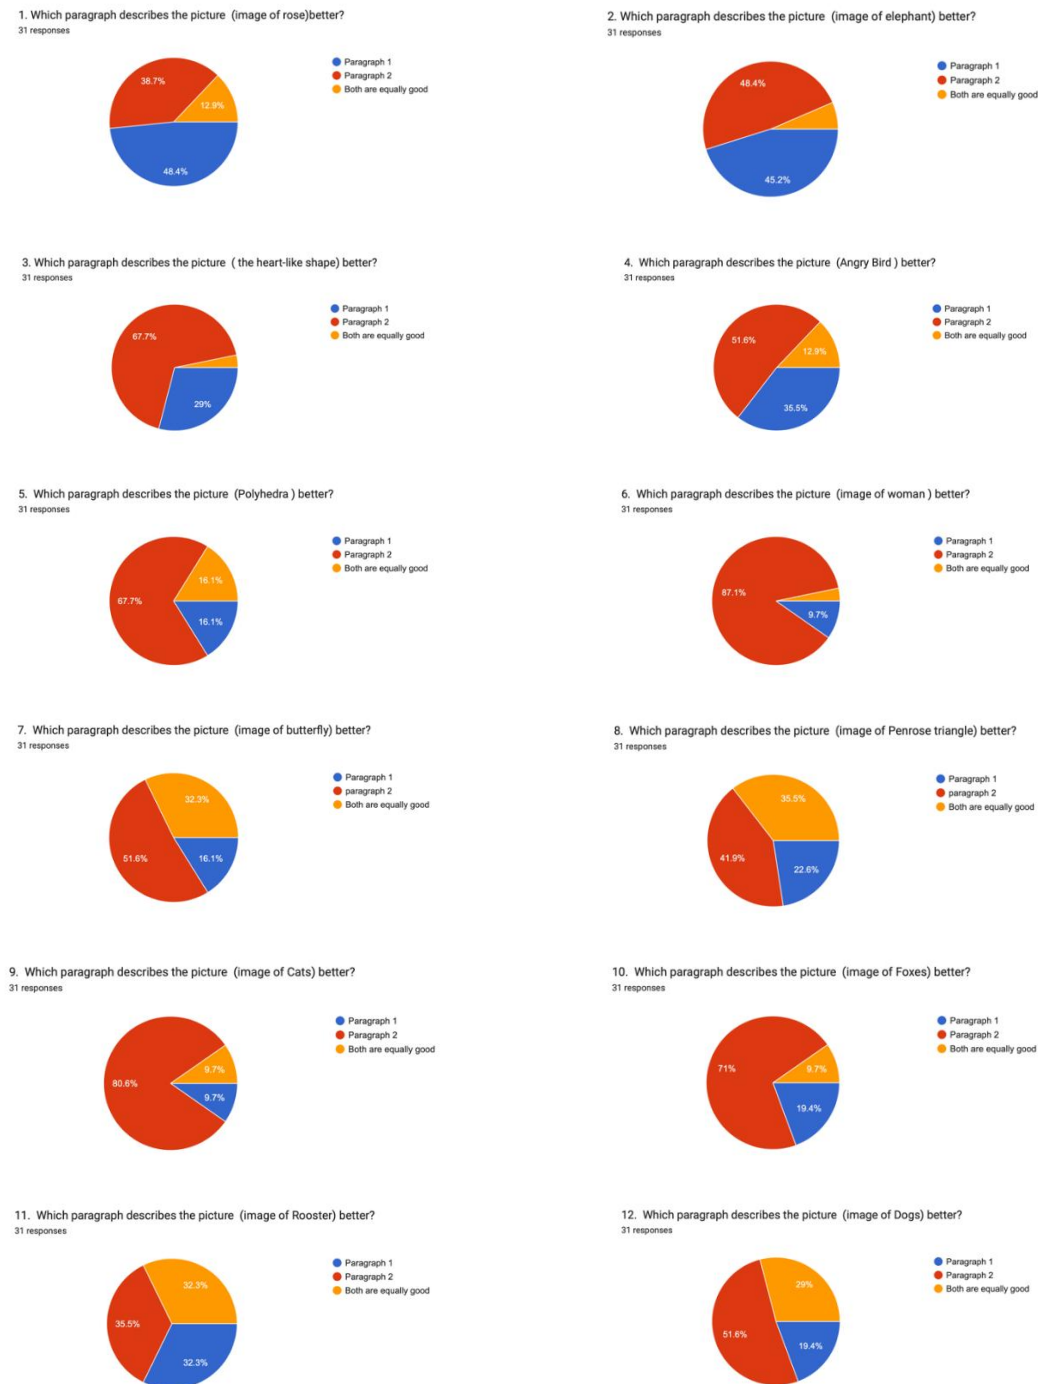 1. Which paragraph describes the picture (image of rose)better?
31 responses
Paragraph 1
Paragraph 2
Both are equally good
38.7%
12.9%
48.4%
2. Which paragraph describes the picture (image of elephant) better?
31 responses
Paragraph 1
Paragraph 2
Both are equally good
48.4%
45.2%
3. Which paragraph describes the picture ( the heart-like shape) better?
31 responses
Paragraph 1
Paragraph 2
Both are equally good
67.7%
29%
4. Which paragraph describes the picture (Angry Bird ) better?
31 responses
Paragraph 1
Paragraph 2
Both are equally good
51.6%
12.9%
35.5%
5. Which paragraph describes the picture (Polyhedra ) better?
31 responses
Paragraph 1
Paragraph 2
Both are equally good
16.1%
67.7%
16.1%
6. Which paragraph describes the picture (image of woman ) better?
31 responses
Paragraph 1
Paragraph 2
Both are equally good
87.1%
9.7%
7. Which paragraph describes the picture (image of butterfly) better?
31 responses
Paragraph 1
paragraph 2
Both are equally good
32.3%
51.6%
16.1%
8. Which paragraph describes the picture (image of Penrose triangle) better?
31 responses
Paragraph 1
paragraph 2
Both are equally good
35.5%
41.9%
22.6%
9. Which paragraph describes the picture (image of Cats) better?
31 responses
Paragraph 1
Paragraph 2
Both are equally good
9.7%
80.6%
9.7%
10. Which paragraph describes the picture (image of Foxes) better?
31 responses
Paragraph 1
Paragraph 2
Both are equally good
71%
9.7%
19.4%
11. Which paragraph describes the picture (image of Rooster) better?
31 responses
Paragraph 1
Paragraph 2
Both are equally good
32.3%
35.5%
32.3%
12. Which paragraph describes the picture (image of Dogs) better?
31 responses
Paragraph 1
Paragraph 2
Both are equally good
29%
51.6%
19.4%